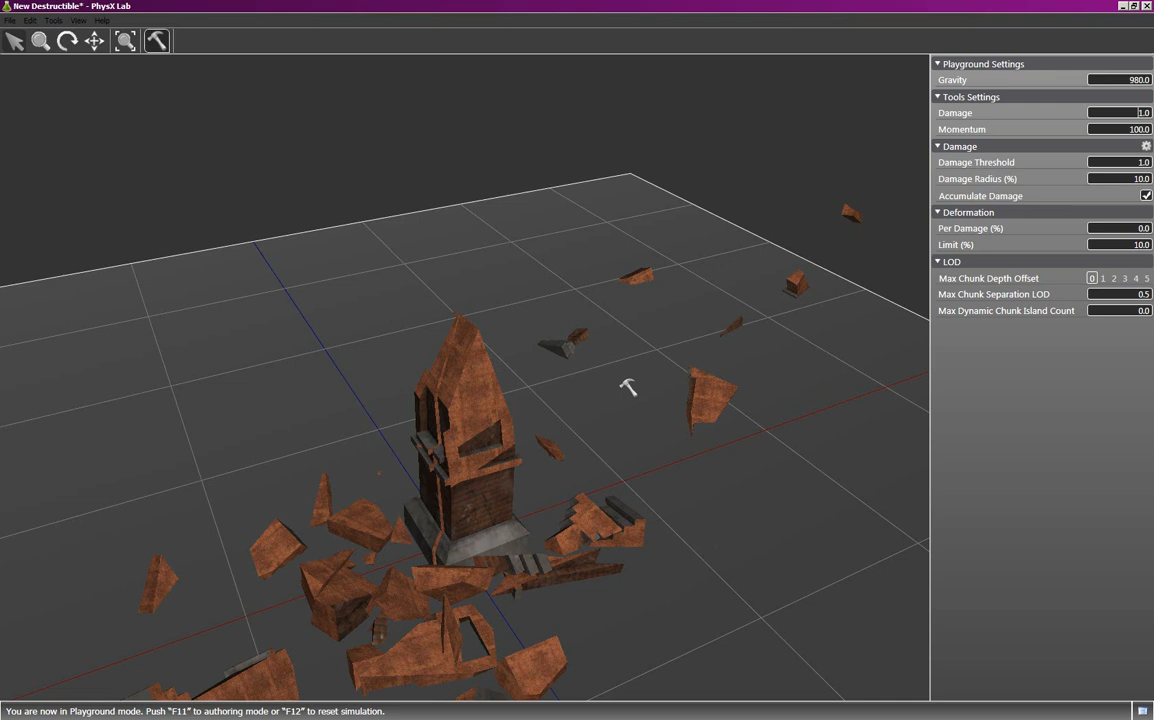 New Destructible* - PhysX Lab
File Edit Tools View Help
Playground Settings
Gravity 980.0
Tools Settings
Damage 1.0
Momentum 100.0
Damage
Damage Threshold 1.0
Damage Radius (%) 10.0
Accumulate Damage
Deformation
Per Damage (%) 0.0
Limit (%) 10.0
LOD
Max Chunk Depth Offset 0 1 2 3 4 5
Max Chunk Separation LOD 0.5
Max Dynamic Chunk Island Count 0.0
You are now in Playground mode. Push "F11" to authoring mode or "F12" to reset simulation.